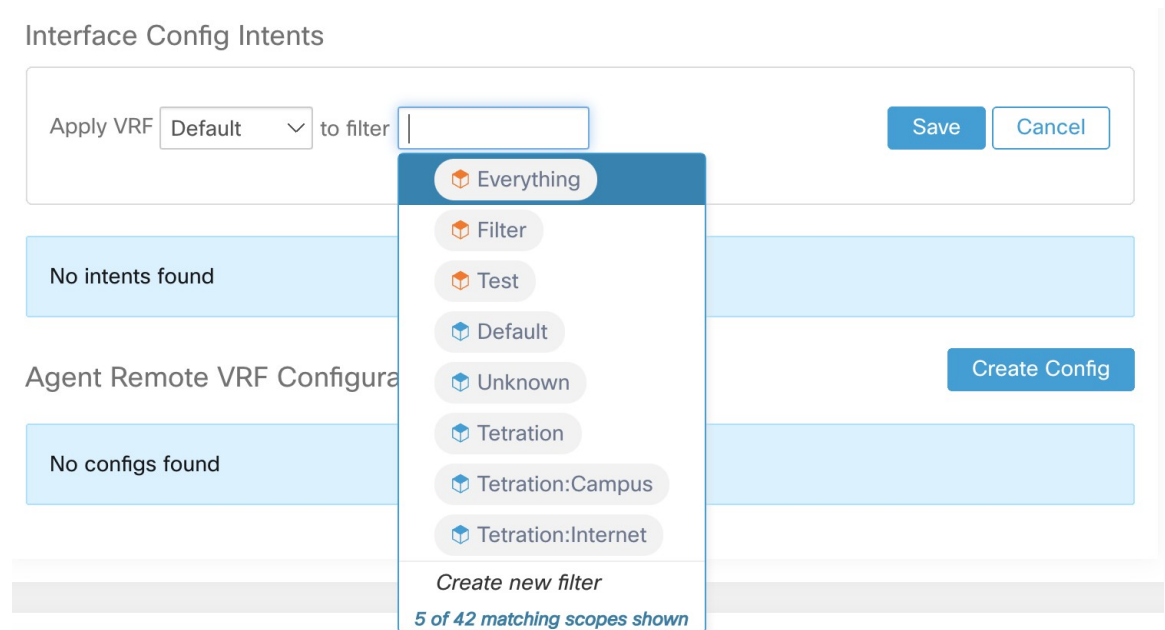 Interface Config Intents
Apply VRF Default to filter Save Cancel
Everything
Filter
Test
No intents found
Default
Agent Remote VRF Configura Create Config
Unknown
Tetration
No configs found
Tetration:Campus
Tetration:Internet
Create new filter
5 of 42 matching scopes shown